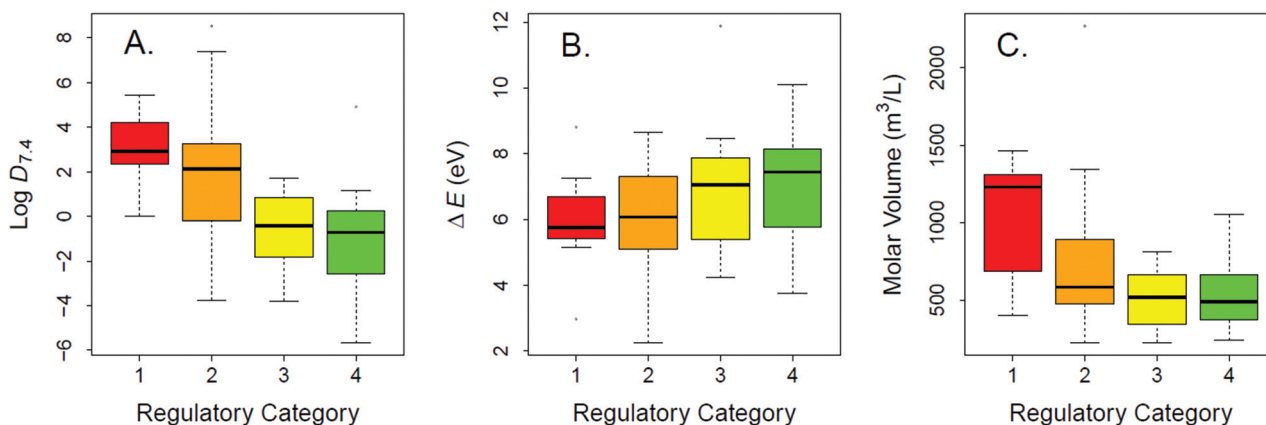 A.
Log D7.4
8
6
4
2
0
−2
−4
−6
1 2 3 4
Regulatory Category
B.
Δ E (eV)
12
10
8
6
4
2
1 2 3 4
Regulatory Category
C.
Molar Volume (m³/L)
2000
1500
1000
500
1 2 3 4
Regulatory Category